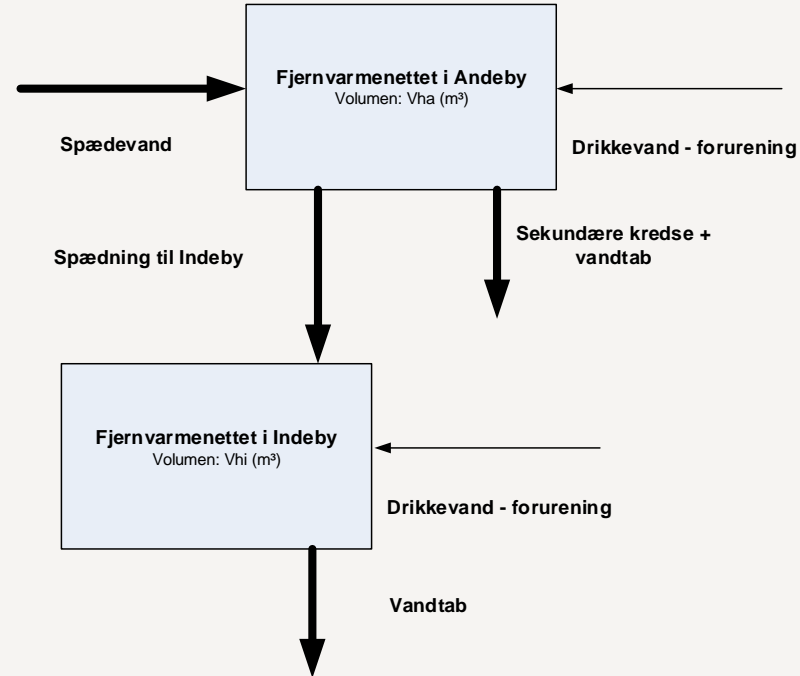 Fjernvarmenettet i Andeby
Volumen: Vha (m³)
Spædevand
Drikkevand - forurening
Spædning til Indeby
Sekundære kredse +
vandtab
Fjernvarmenettet i Indeby
Volumen: Vhi (m³)
Drikkevand - forurening
Vandtab